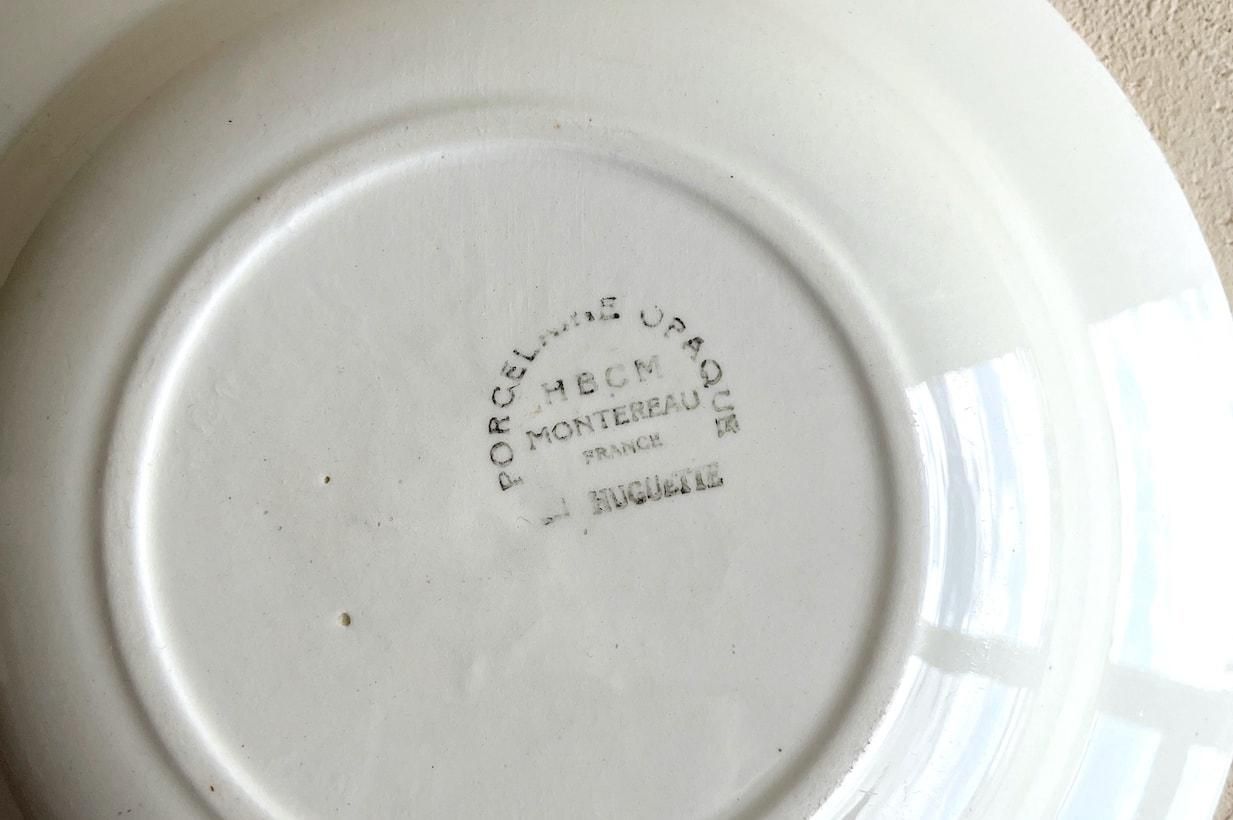 PORCELAINE OPAQUE
HBCM
MONTEREAU
FRANCE
HUGUETTE